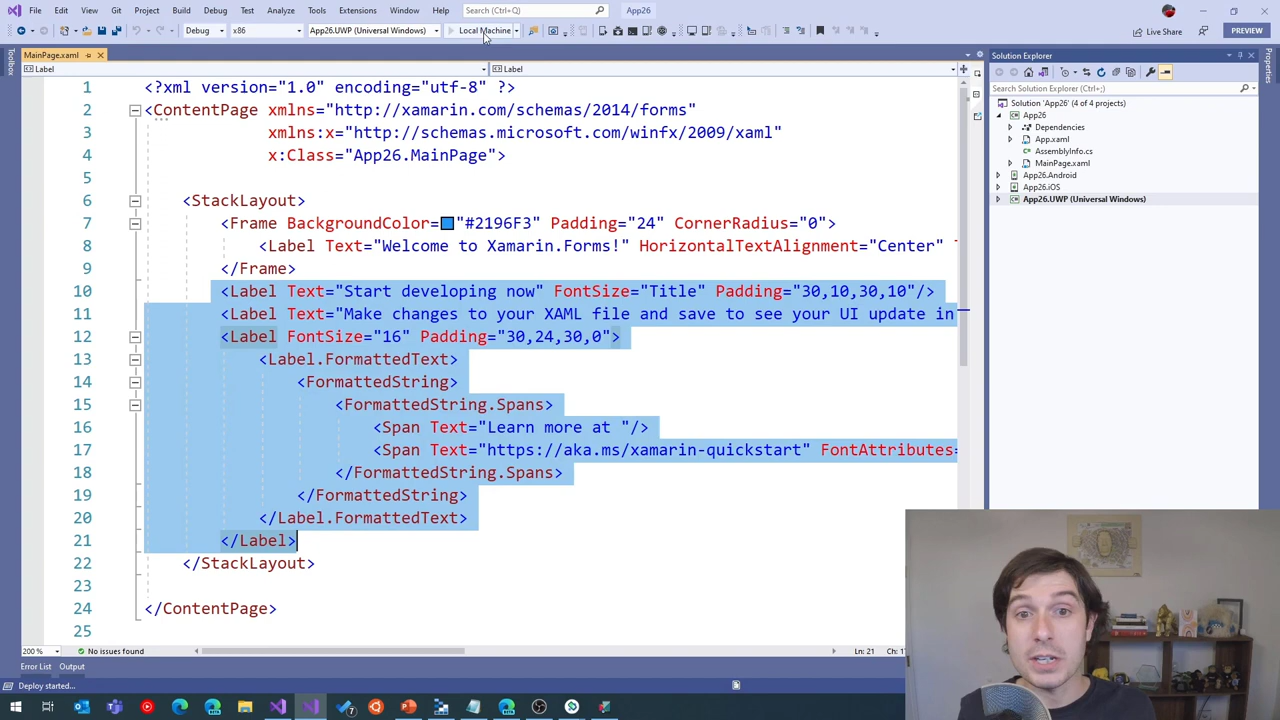 File Edit View Git Project Build Debug Test Analyze Tools Extensions Window Help Search (Ctrl+Q) App26
Debug x86 App26.UWP (Universal Windows) Local Machine Live Share PREVIEW
MainPage.xaml
Solution Explorer
Toolbox
Properties
Label Label
Search Solution Explorer (Ctrl+;)
Solution 'App26' (4 of 4 projects)
App26
Dependencies
App.xaml
AssemblyInfo.cs
MainPage.xaml
App26.Android
App26.iOS
App26.UWP (Universal Windows)
1 <?xml version="1.0" encoding="utf-8" ?>
2 <ContentPage xmlns="http://xamarin.com/schemas/2014/forms"
3 xmlns:x="http://schemas.microsoft.com/winfx/2009/xaml"
4 x:Class="App26.MainPage">
5
6 <StackLayout>
7 <Frame BackgroundColor="#2196F3" Padding="24" CornerRadius="0">
8 <Label Text="Welcome to Xamarin.Forms!" HorizontalTextAlignment="Center"
9 </Frame>
10 <Label Text="Start developing now" FontSize="Title" Padding="30,10,30,10"/>
11 <Label Text="Make changes to your XAML file and save to see your UI update in
12 <Label FontSize="16" Padding="30,24,30,0">
13 <Label.FormattedText>
14 <FormattedString>
15 <FormattedString.Spans>
16 <Span Text="Learn more at "/>
17 <Span Text="https://aka.ms/xamarin-quickstart" FontAttributes=
18 </FormattedString.Spans>
19 </FormattedString>
20 </Label.FormattedText>
21 </Label>
22 </StackLayout>
23
24 </ContentPage>
25
200 % No issues found Ln: 21
Error List Output
Deploy started...